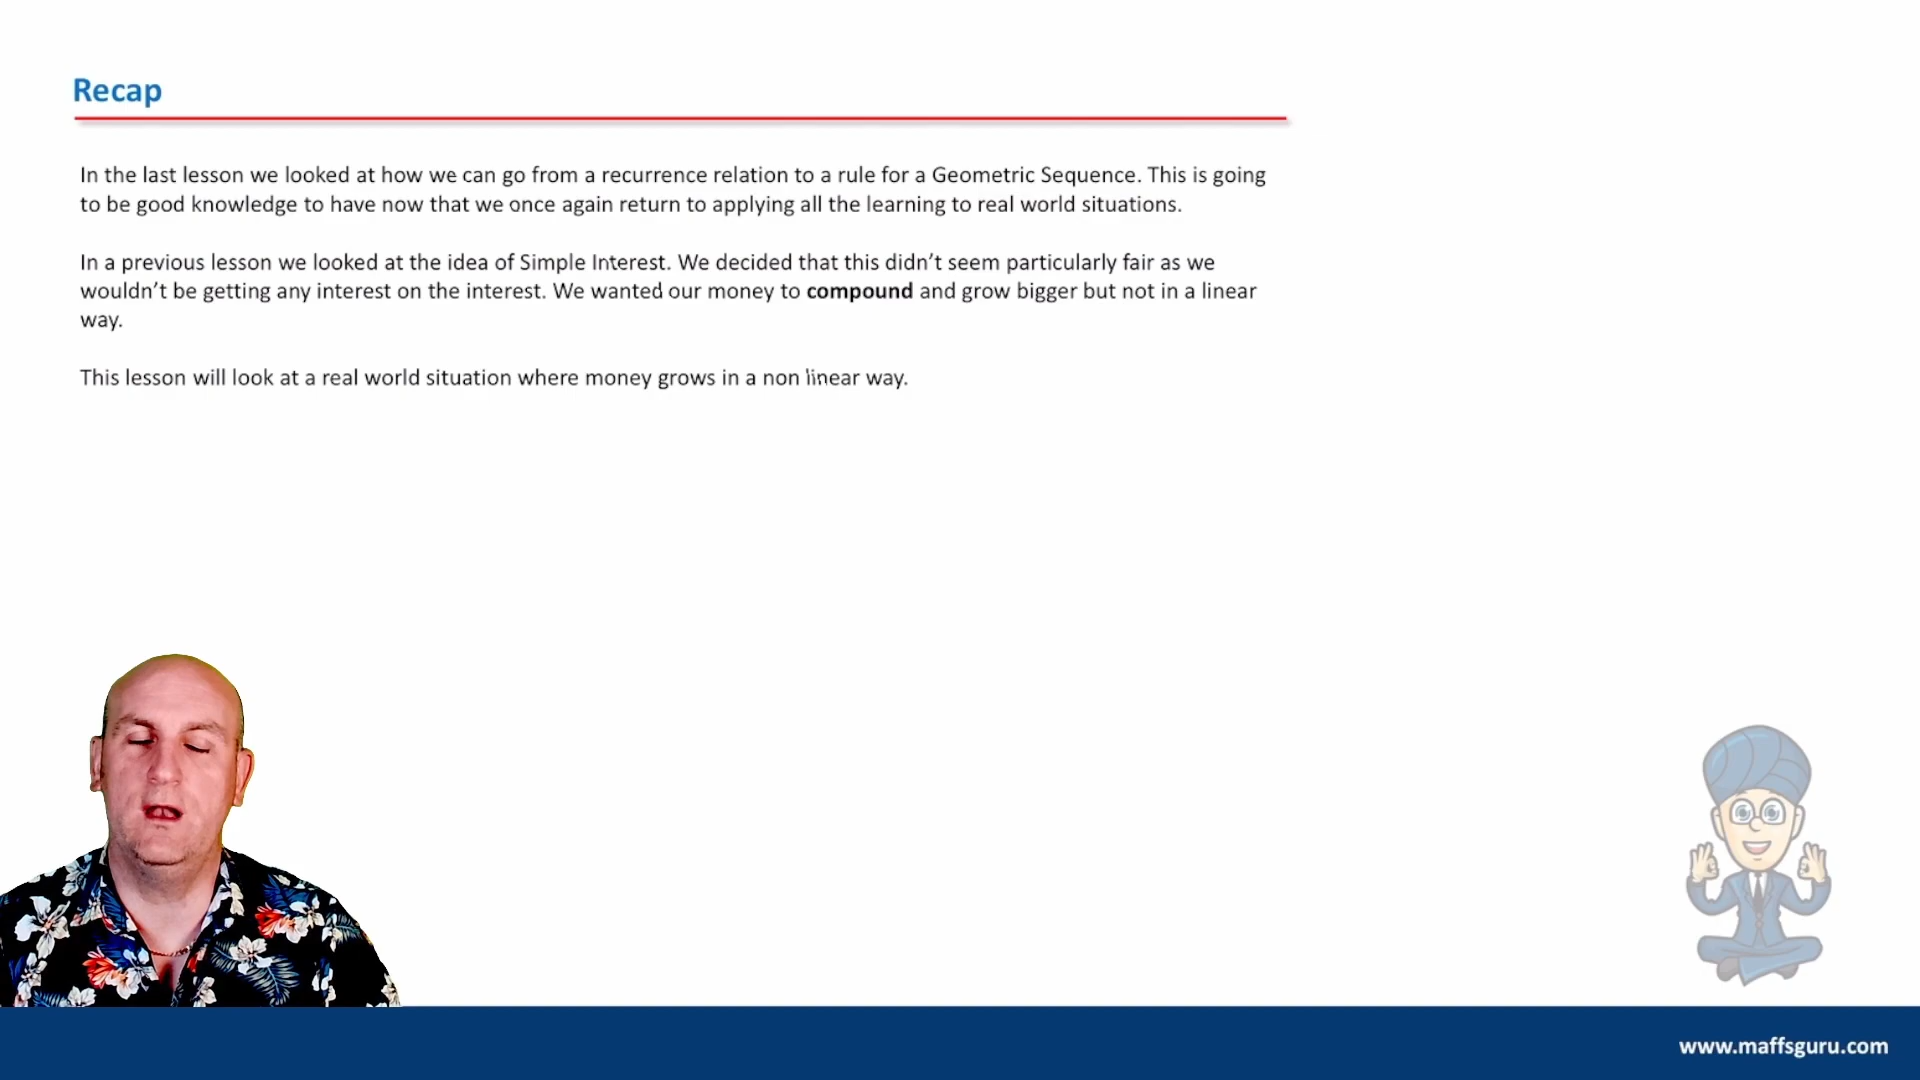 Recap
In the last lesson we looked at how we can go from a recurrence relation to a rule for a Geometric Sequence. This is going
to be good knowledge to have now that we once again return to applying all the learning to real world situations.
In a previous lesson we looked at the idea of Simple Interest. We decided that this didn’t seem particularly fair as we
wouldn’t be getting any interest on the interest. We wanted our money to compound and grow bigger but not in a linear
way.
This lesson will look at a real world situation where money grows in a non linear way.
www.maffsguru.com